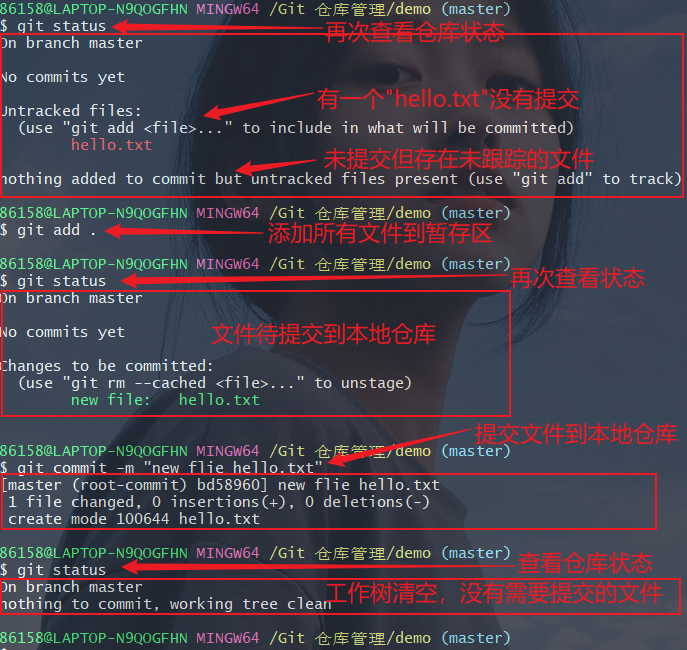 86158@LAPTOP-N9QOGFHN MINGW64 /Git 仓库管理/demo (master)
$ git status
再次查看仓库状态
On branch master
No commits yet
有一个"hello.txt"没有提交
Untracked files:
(use "git add <file>..." to include in what will be committed)
hello.txt
未提交但存在未跟踪的文件
nothing added to commit but untracked files present (use "git add" to track)
86158@LAPTOP-N9QOGFHN MINGW64 /Git 仓库管理/demo (master)
$ git add .
添加所有文件到暂存区
86158@LAPTOP-N9QOGFHN MINGW64 /Git 仓库管理/demo (master)
$ git status
再次查看状态
On branch master
No commits yet
文件待提交到本地仓库
Changes to be committed:
(use "git rm --cached <file>..." to unstage)
new file:   hello.txt
提交文件到本地仓库
86158@LAPTOP-N9QOGFHN MINGW64 /Git 仓库管理/demo (master)
$ git commit -m "new flie hello.txt"
[master (root-commit) bd58960] new flie hello.txt
1 file changed, 0 insertions(+), 0 deletions(-)
create mode 100644 hello.txt
86158@LAPTOP-N9QOGFHN MINGW64 /Git 仓库管理/demo (master)
$ git status
查看仓库状态
On branch master
nothing to commit, working tree clean
工作树清空，没有需要提交的文件
86158@LAPTOP-N9QOGFHN MINGW64 /Git 仓库管理/demo (master)